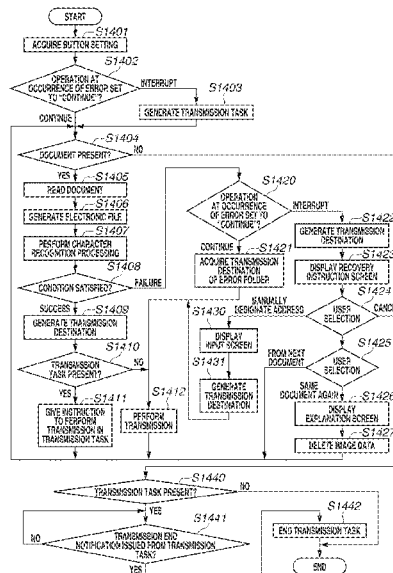 START
S1401
ACQUIRE BUTTON SETTING
S1402
OPERATION AT
OCCURRENCE OF ERROR SET
TO "CONTINUE"?
INTERRUPT
S1403
GENERATE TRANSMISSION TASK
CONTINUE
S1404
DOCUMENT PRESENT?
NO
YES
S1405
READ DOCUMENT
S1406
GENERATE ELECTRONIC FILE
S1407
PERFORM CHARACTER
RECOGNITION PROCESSING
S1408
CONDITION SATISFIED?
FAILURE
SUCCESS
S1409
GENERATE TRANSMISSION
DESTINATION
S1410
TRANSMISSION
TASK PRESENT?
NO
YES
S1411
GIVE INSTRUCTION
TO PERFORM
TRANSMISSION IN
TRANSMISSION TASK
S1412
PERFORM
TRANSMISSION
S1420
OPERATION
AT OCCURRENCE
OF ERROR SET TO
"CONTINUE"?
INTERRUPT
CONTINUE
S1421
ACQUIRE TRANSMISSION
DESTINATION
OF ERROR FOLDER
S1422
GENERATE TRANSMISSION
DESTINATION
S1423
DISPLAY RECOVERY
INSTRUCTION SCREEN
S1424
USER
SELECTION
CANCEL
MANUALLY
DESIGNATE ADDRESS
S1430
DISPLAY
INPUT SCREEN
S1431
GENERATE
TRANSMISSION
DESTINATION
S1425
USER
SELECTION
FROM NEXT
DOCUMENT
SAME
DOCUMENT AGAIN
S1426
DISPLAY
EXPLANATION SCREEN
S1427
DELETE IMAGE DATA
S1440
TRANSMISSION TASK PRESENT?
NO
YES
S1441
TRANSMISSION END
NOTIFICATION ISSUED FROM TRANSMISSION
TASK?
NO
YES
S1442
END TRANSMISSION TASK
END